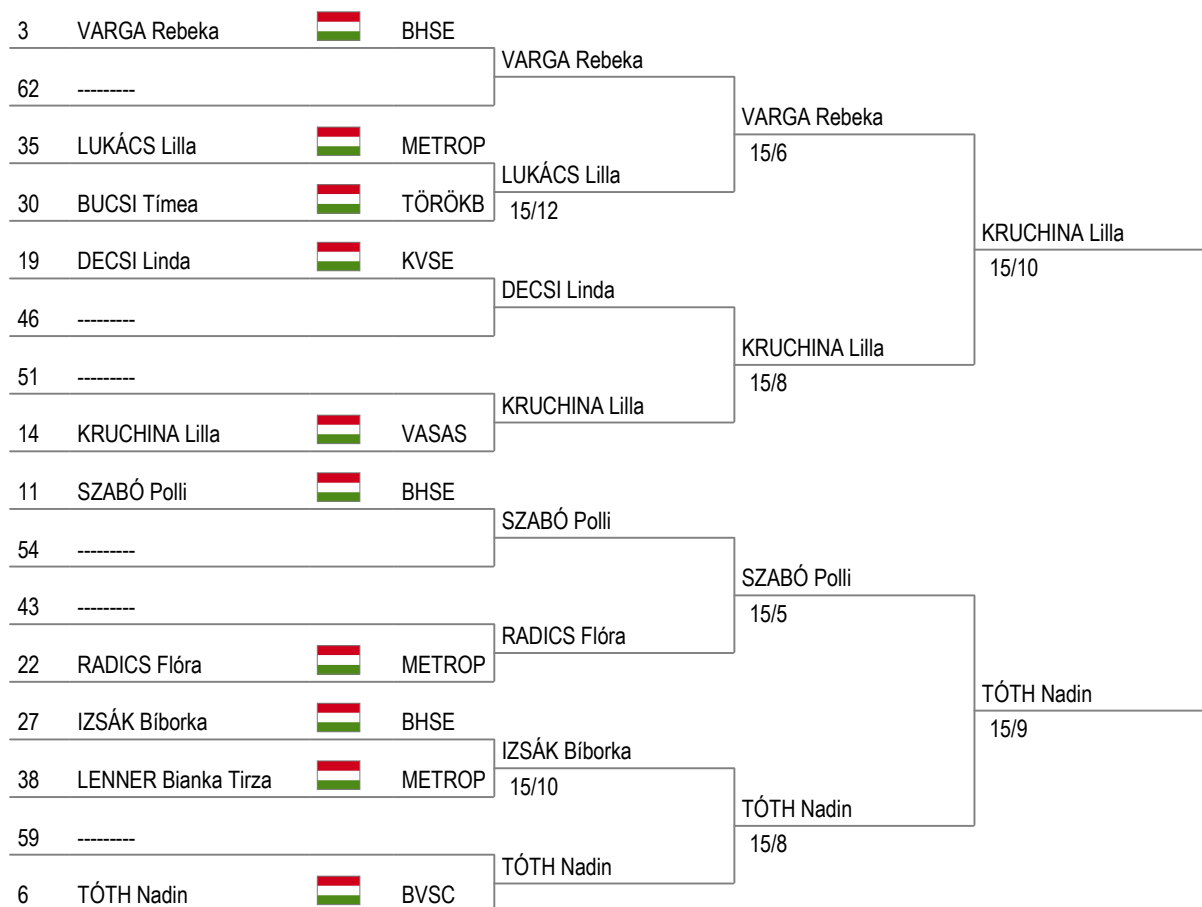 3 VARGA Rebeka BHSE
VARGA Rebeka
62 ---------
VARGA Rebeka
35 LUKÁCS Lilla METROP
15/6
LUKÁCS Lilla
30 BUCSI Tímea TÖRÖKB
15/12
KRUCHINA Lilla
19 DECSI Linda KVSE
15/10
DECSI Linda
46 ---------
KRUCHINA Lilla
51 ---------
15/8
KRUCHINA Lilla
14 KRUCHINA Lilla VASAS
11 SZABÓ Polli BHSE
SZABÓ Polli
54 ---------
SZABÓ Polli
43 ---------
15/5
RADICS Flóra
22 RADICS Flóra METROP
TÓTH Nadin
27 IZSÁK Bíborka BHSE
15/9
IZSÁK Bíborka
38 LENNER Bianka Tirza METROP
15/10
TÓTH Nadin
59 ---------
15/8
TÓTH Nadin
6 TÓTH Nadin BVSC